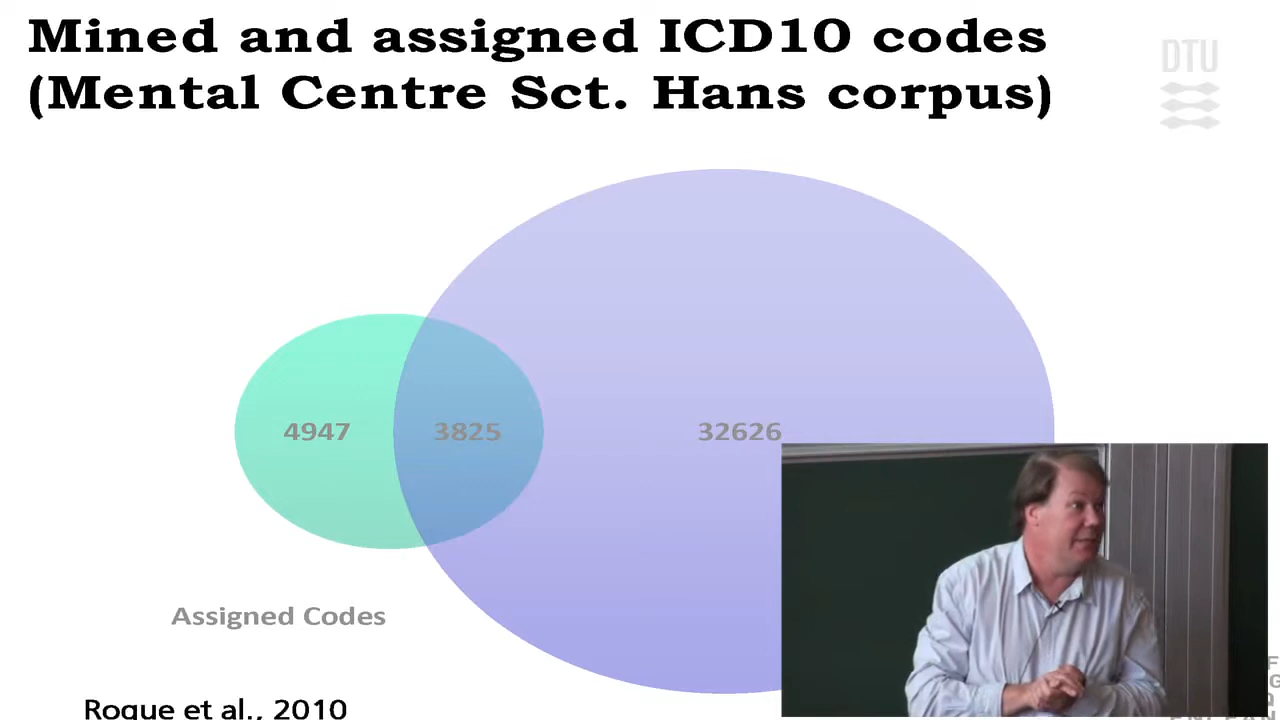 Mined and assigned ICD10 codes
(Mental Centre Sct. Hans corpus)
DTU
4947 3825 32626
Assigned Codes
Roque et al., 2010